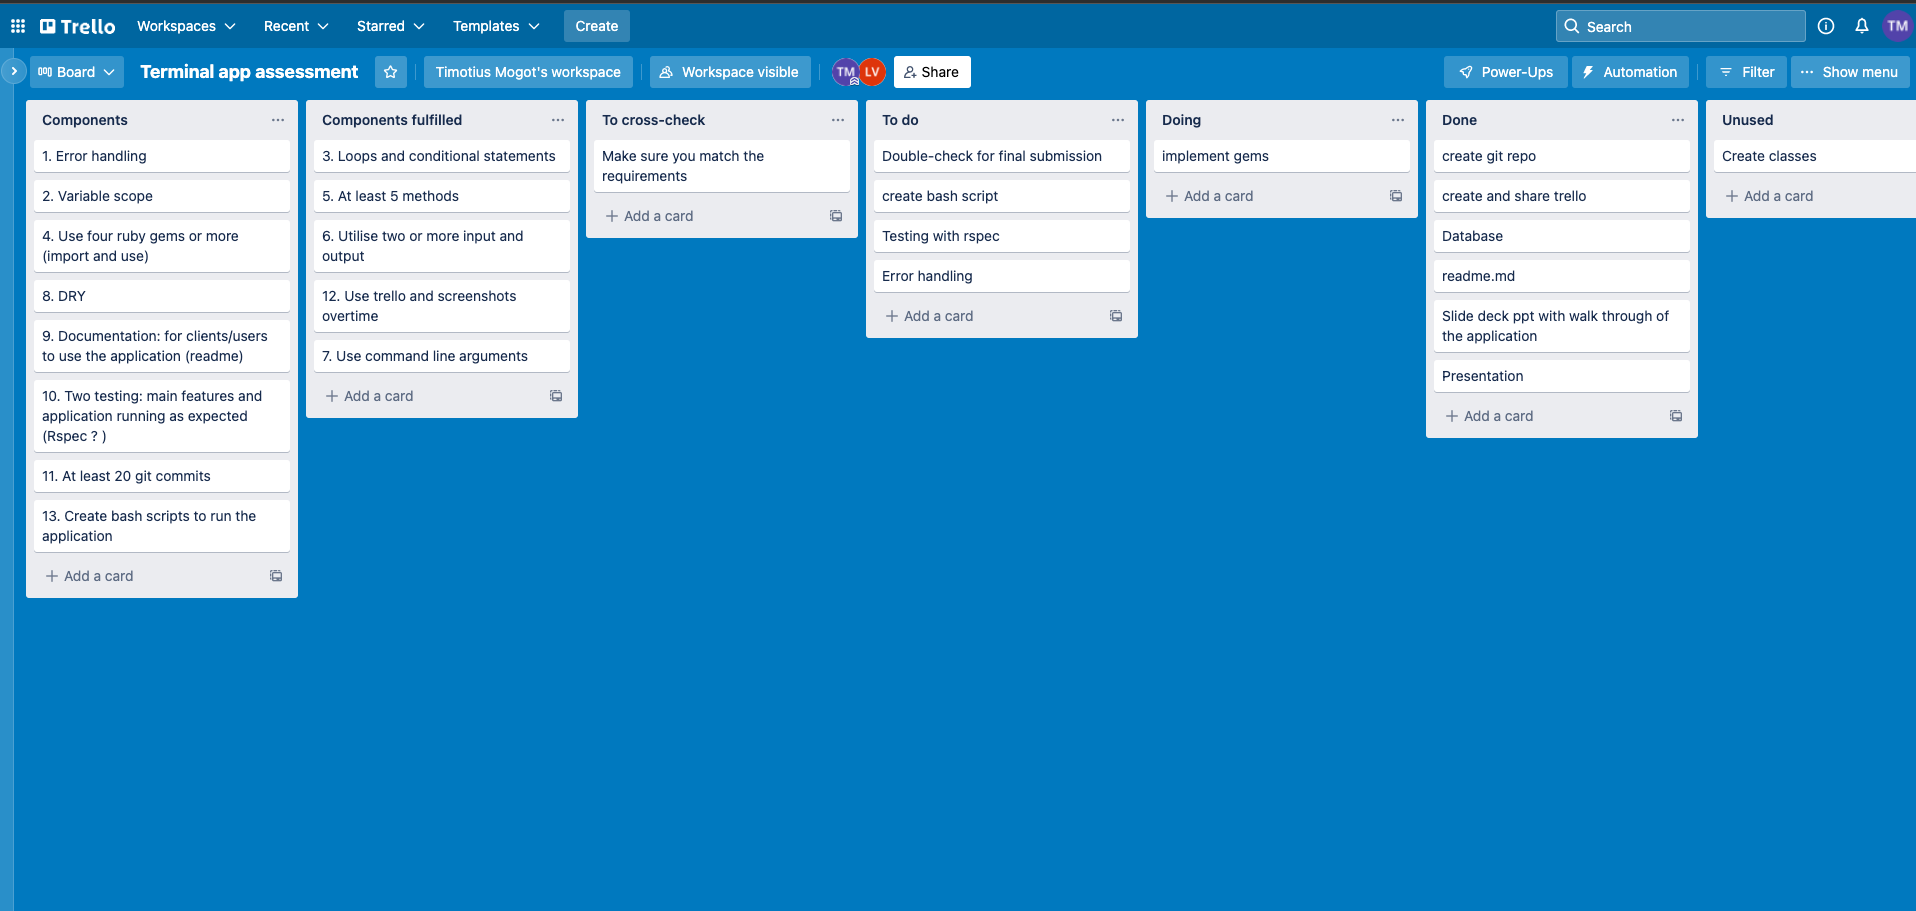 Trello
Workspaces
Recent
Starred
Templates
Create
Search
TM
Board
Terminal app assessment
Timotius Mogot's workspace
Workspace visible
TM
LV
Share
Power-Ups
Automation
Filter
Show menu
Components
1. Error handling
2. Variable scope
4. Use four ruby gems or more
(import and use)
8. DRY
9. Documentation: for clients/users
to use the application (readme)
10. Two testing: main features and
application running as expected
(Rspec ? )
11. At least 20 git commits
13. Create bash scripts to run the
application
Add a card
Components fulfilled
3. Loops and conditional statements
5. At least 5 methods
6. Utilise two or more input and
output
12. Use trello and screenshots
overtime
7. Use command line arguments
Add a card
To cross-check
Make sure you match the
requirements
Add a card
To do
Double-check for final submission
create bash script
Testing with rspec
Error handling
Add a card
Doing
implement gems
Add a card
Done
create git repo
create and share trello
Database
readme.md
Slide deck ppt with walk through of
the application
Presentation
Add a card
Unused
Create classes
Add a card